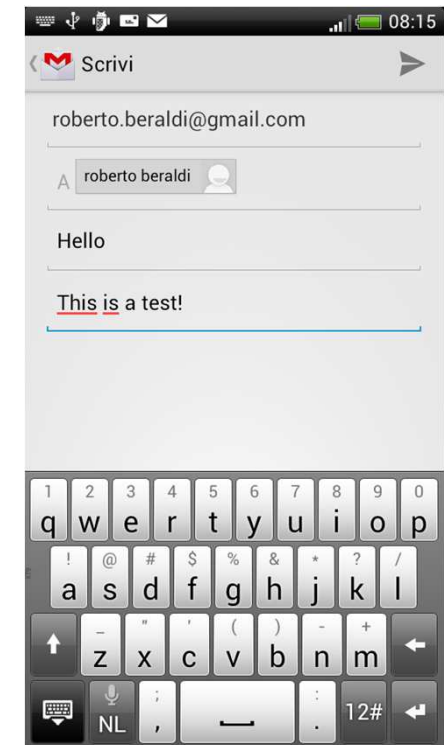 08:15
Scrivi
roberto.beraldi@gmail.com
A roberto beraldi
Hello
This is a test!
1 2 3 4 5 6 7 8 9 0
q w e r t y u i o p
! @ # $ % & * ? /
a s d f g h j k l
_ " ' ( ) - +
z x c v b n m
; :
NL , . 12#